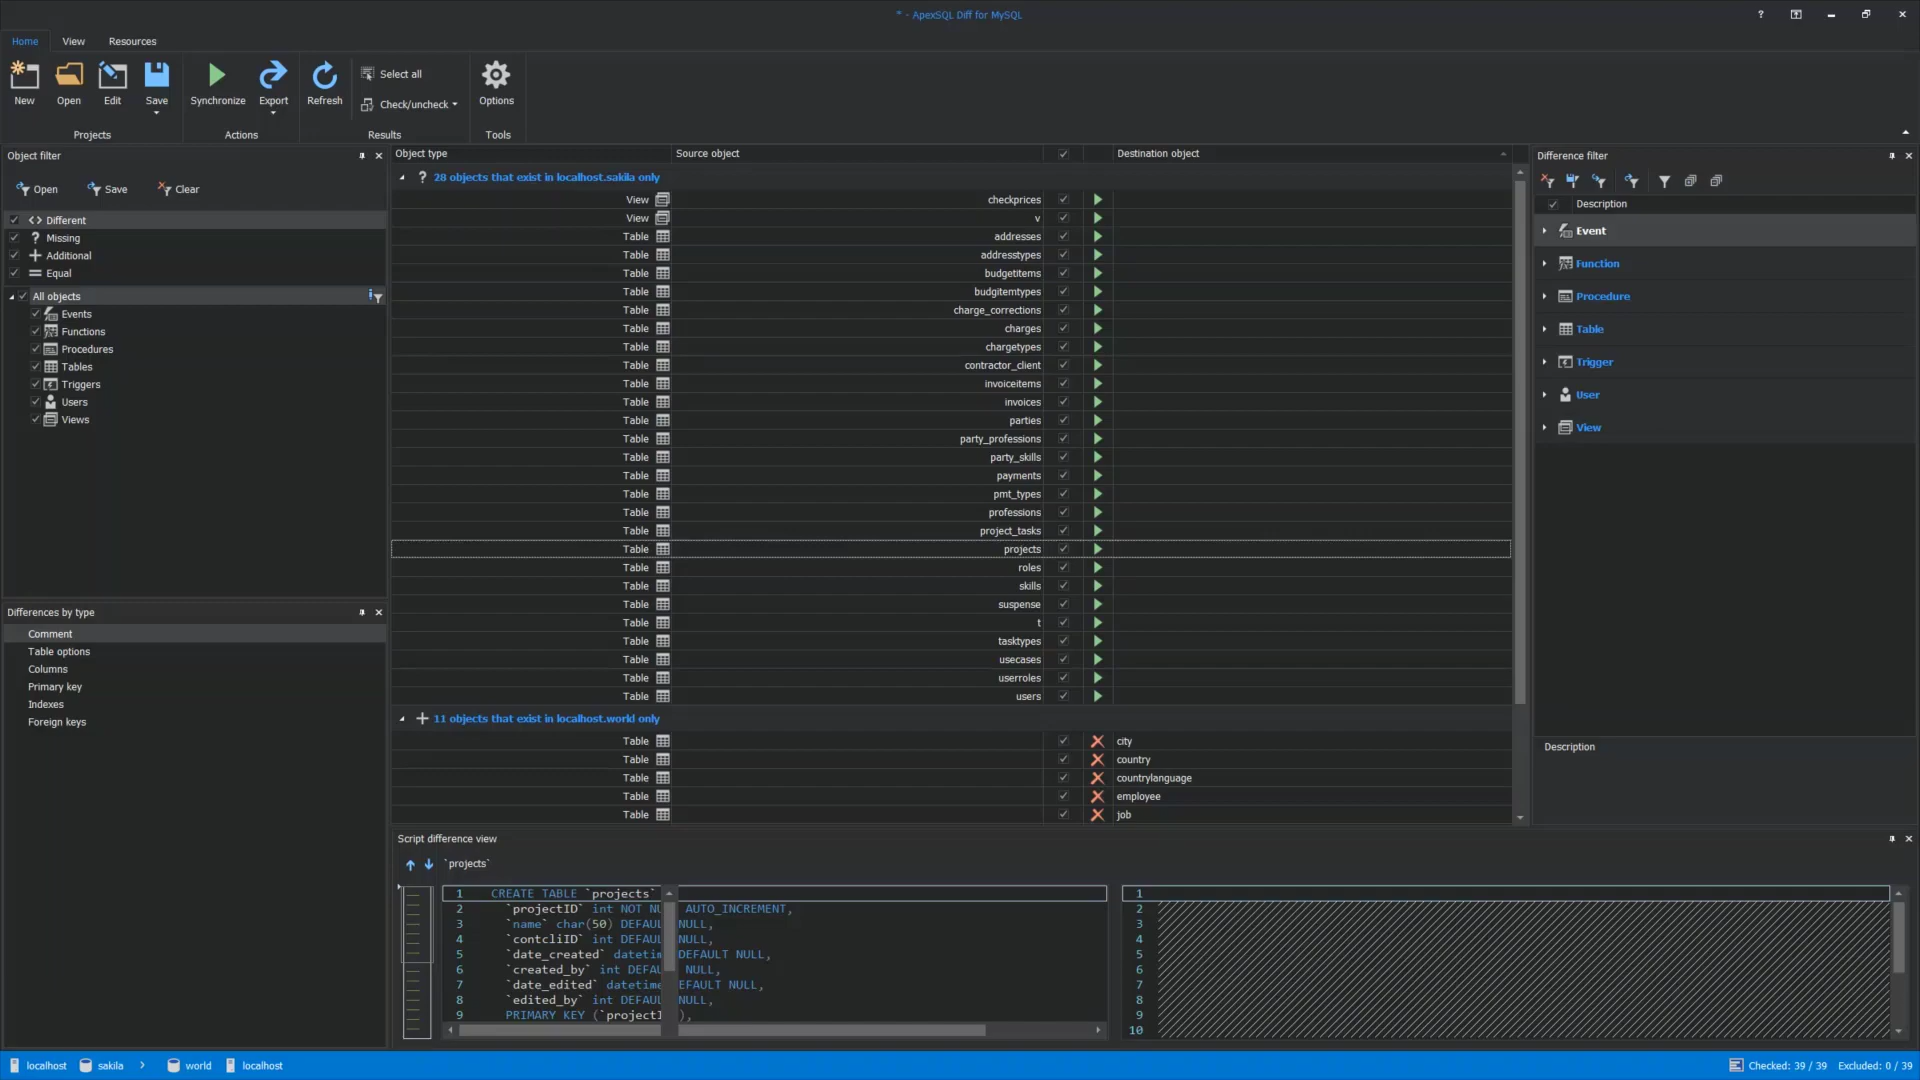 * - ApexSQL Diff for MySQL
?
Home View Resources
New Open Edit Save Synchronize Export Refresh Select all Check/uncheck Options
Projects Actions Results Tools
Object filter
Open Save Clear
Different
? Missing
Additional
Equal
All objects
Events
Functions
Procedures
Tables
Triggers
Users
Views
Differences by type
Comment
Table options
Columns
Primary key
Indexes
Foreign keys
Object type Source object Destination object
? 28 objects that exist in localhost.sakila only
View checkprices
View v
Table addresses
Table addresstypes
Table budgetitems
Table budgitemtypes
Table charge_corrections
Table charges
Table chargetypes
Table contractor_client
Table invoiceitems
Table invoices
Table parties
Table party_professions
Table party_skills
Table payments
Table pmt_types
Table professions
Table project_tasks
Table projects
Table roles
Table skills
Table suspense
Table t
Table tasktypes
Table usecases
Table userroles
Table users
11 objects that exist in localhost.world only
Table city
Table country
Table countrylanguage
Table employee
Table job
Difference filter
Description
Event
Function
Procedure
Table
Trigger
User
View
Description
Script difference view
`projects`
1 CREATE TABLE `projects`
2 `projectID` int NOT NU AUTO_INCREMENT,
3 `name` char(50) DEFAUL NULL,
4 `contcliID` int DEFAUL NULL,
5 `date_created` datetim DEFAULT NULL,
6 `created_by` int DEFAU NULL,
7 `date_edited` datetime EFAULT NULL,
8 `edited_by` int DEFAUL NULL,
9 PRIMARY KEY (`projectI ),
1
2
3
4
5
6
7
8
9
10
localhost sakila > world localhost
Checked: 39 / 39 Excluded: 0 / 39